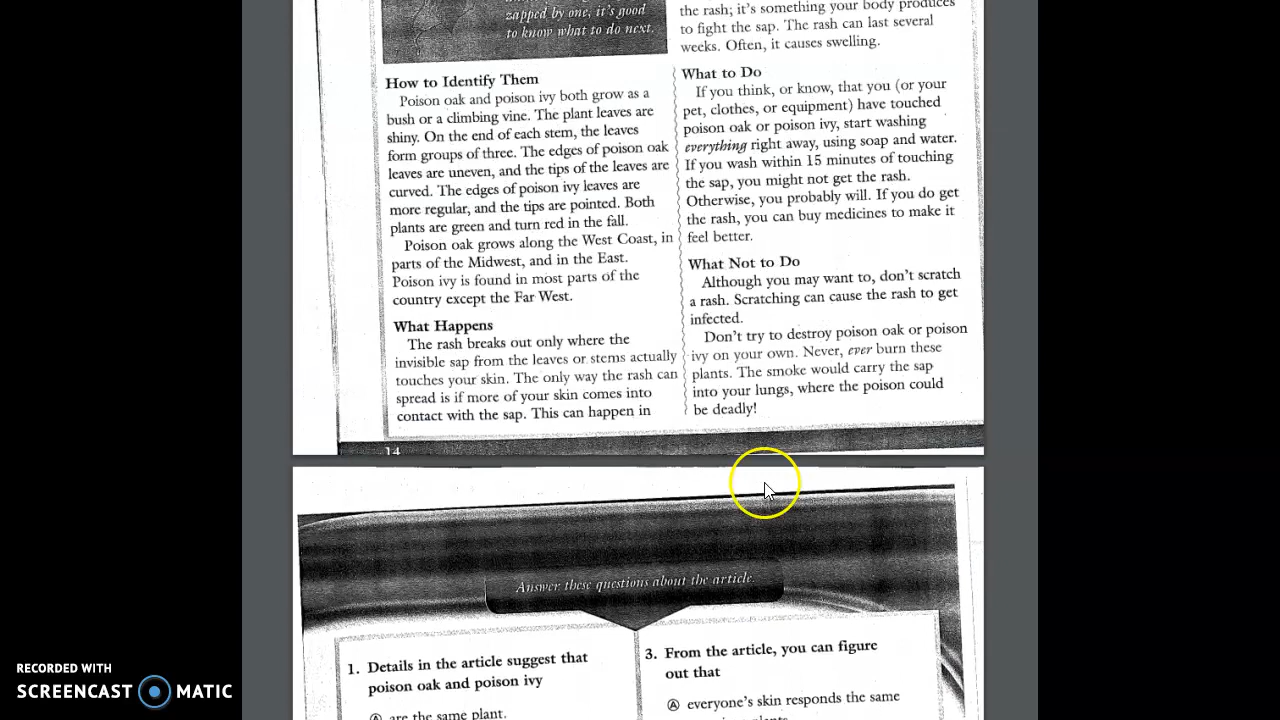 zapped by one, it's good
to know what to do next.
How to Identify Them
Poison oak and poison ivy both grow as a
bush or a climbing vine. The plant leaves are
shiny. On the end of each stem, the leaves
form groups of three. The edges of poison oak
leaves are uneven, and the tips of the leaves are
curved. The edges of poison ivy leaves are
more regular, and the tips are pointed. Both
plants are green and turn red in the fall.
Poison oak grows along the West Coast, in
parts of the Midwest, and in the East.
Poison ivy is found in most parts of the
country except the Far West.
What Happens
The rash breaks out only where the
invisible sap from the leaves or stems actually
touches your skin. The only way the rash can
spread is if more of your skin comes into
contact with the sap. This can happen in
the rash; it's something your body produces
to fight the sap. The rash can last several
weeks. Often, it causes swelling.
What to Do
If you think, or know, that you (or your
pet, clothes, or equipment) have touched
poison oak or poison ivy, start washing
everything right away, using soap and water.
If you wash within 15 minutes of touching
the sap, you might not get the rash.
Otherwise, you probably will. If you do get
the rash, you can buy medicines to make it
feel better.
What Not to Do
Although you may want to, don't scratch
a rash. Scratching can cause the rash to get
infected.
Don't try to destroy poison oak or poison
ivy on your own. Never, ever burn these
plants. The smoke would carry the sap
into your lungs, where the poison could
be deadly!
14
Answer these questions about the article.
1. Details in the article suggest that
poison oak and poison ivy
Ⓐ are the same plant.
3. From the article, you can figure
out that
Ⓐ everyone's skin responds the same
plants
RECORDED WITH
SCREENCAST MATIC